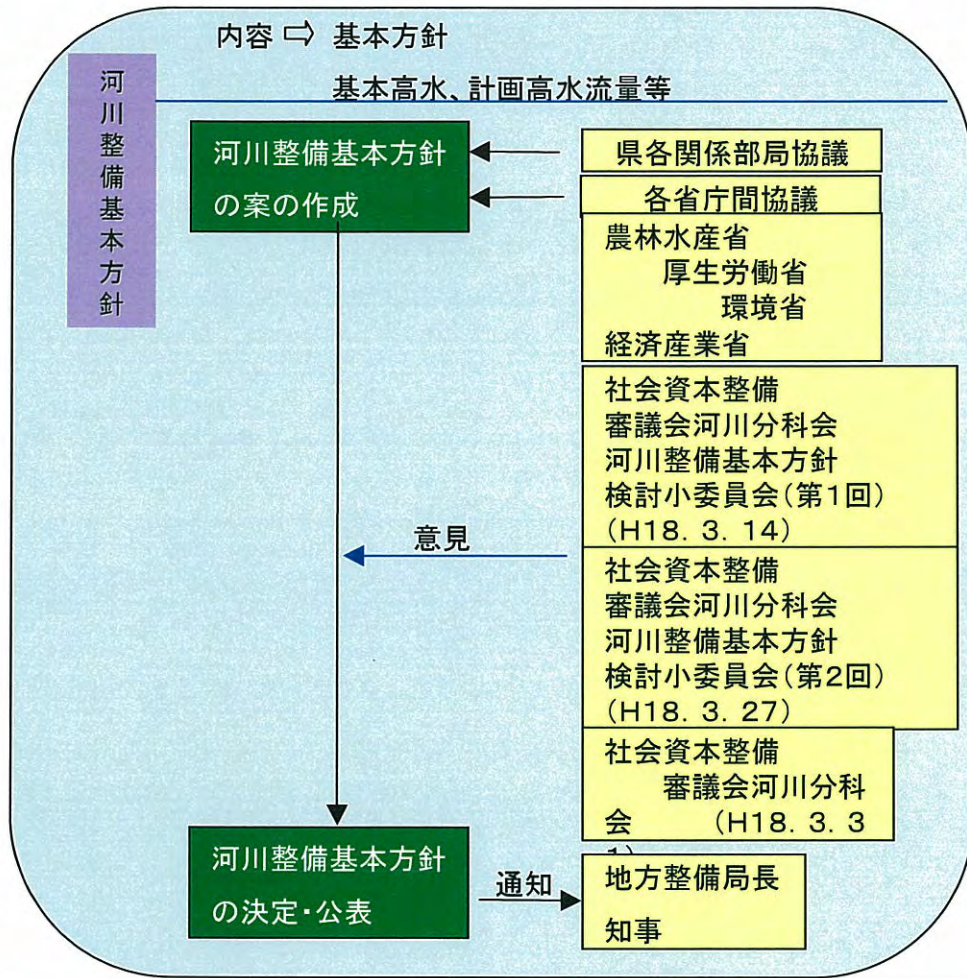 内容 ⇨ 基本方針
基本高水、計画高水流量等
河川整備基本方針
河川整備基本方針
の案の作成
県各関係部局協議
各省庁間協議
農林水産省
厚生労働省
環境省
経済産業省
社会資本整備
審議会河川分科会
河川整備基本方針
検討小委員会(第1回)
(H18.3.14)
意見
社会資本整備
審議会河川分科会
河川整備基本方針
検討小委員会(第2回)
(H18.3.27)
社会資本整備
審議会河川分科
会 (H18.3.3
1)
河川整備基本方針
の決定・公表
通知
地方整備局長
知事